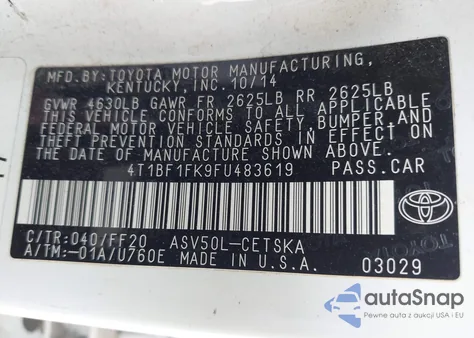 MFD.BY:TOYOTA MOTOR MANUFACTURING,
KENTUCKY, INC. 10/14
GVWR 4630LB GAWR FR 2625LB RR 2625LB
THIS VEHICLE CONFORMS TO ALL APPLICABLE
FEDERAL MOTOR VEHICLE SAFETY, BUMPER, AND
THEFT PREVENTION STANDARDS IN EFFECT ON
THE DATE OF MANUFACTURE SHOWN ABOVE.
4T1BF1FK9FU483619 PASS.CAR
C/TR:040/FF20 ASV50L-CETSKA
A/TM:-01A/U760E MADE IN U.S.A. 03029
TOYOTA
autoSnap
Pewne auta z USA i EU